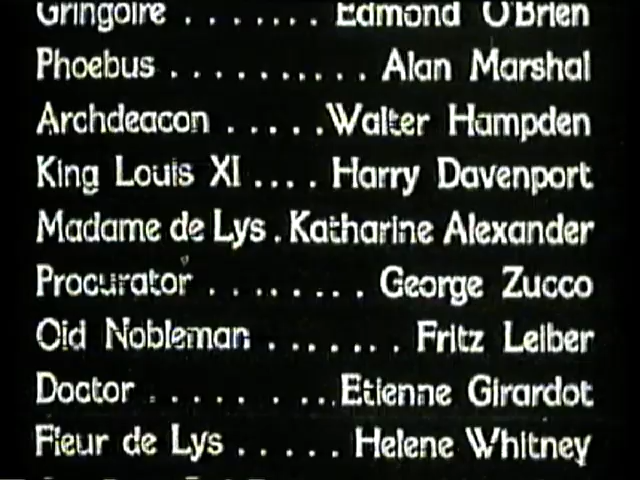 Gringoire . . . . . . . . Edmond O'Brien
Phoebus . . . . . . . . . . Alan Marshal
Archdeacon . . . . . Walter Hampden
King Louis XI . . . . Harry Davenport
Madame de Lys . Katharine Alexander
Procurator . . . . . . . . George Zucco
Old Nobleman . . . . . . . Fritz Leiber
Doctor . . . . . . . Etienne Girardot
Fleur de Lys . . . . . Helene Whitney